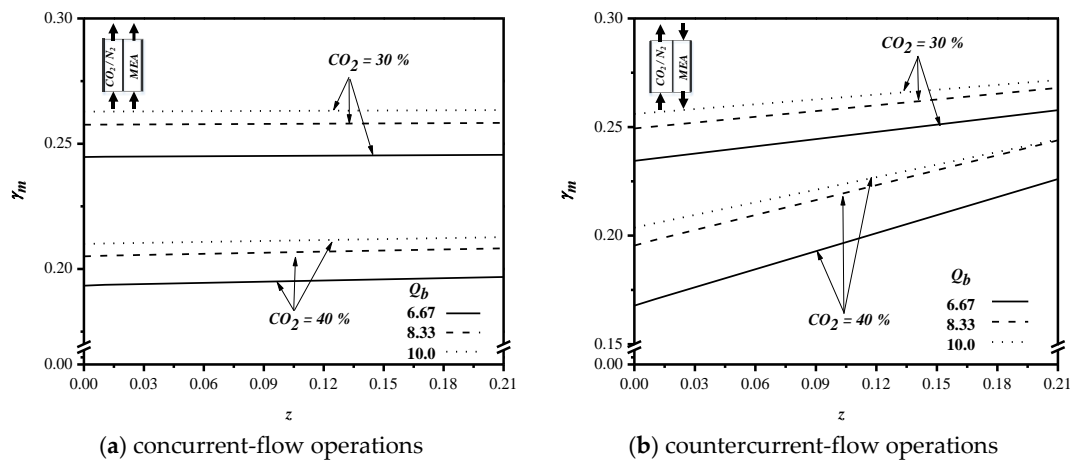 0.30
0.25
0.20
0.00
γm
CO2 / N2
MEA
CO2 = 30 %
CO2 = 40 %
Qb
6.67
8.33
10.0
0.00 0.03 0.06 0.09 0.12 0.15 0.18 0.21
z
(a) concurrent-flow operations
0.30
0.25
0.20
0.15
0.00
γm
CO2 / N2
MEA
CO2 = 30 %
CO2 = 40 %
Qb
6.67
8.33
10.0
0.00 0.03 0.06 0.09 0.12 0.15 0.18 0.21
z
(b) countercurrent-flow operations